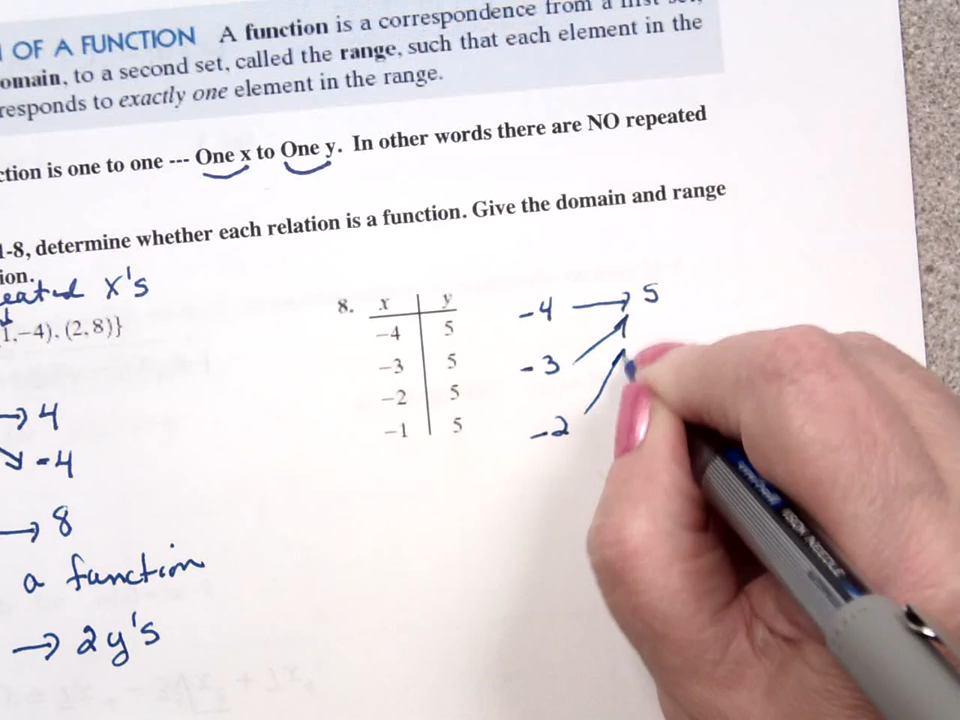 OF A FUNCTION A function is a correspondence from a first set,
omain, to a second set, called the range, such that each element in the
responds to exactly one element in the range.
ction is one to one --- One x to One y. In other words there are NO repeated
1-8, determine whether each relation is a function. Give the domain and range
ion.
eated X's
1, −4), (2, 8)}
→ 4
↘ -4
→ 8
a function
→ 2y's
8. x y
−4 5
−3 5
−2 5
−1 5
-4 → 5
-3
-2